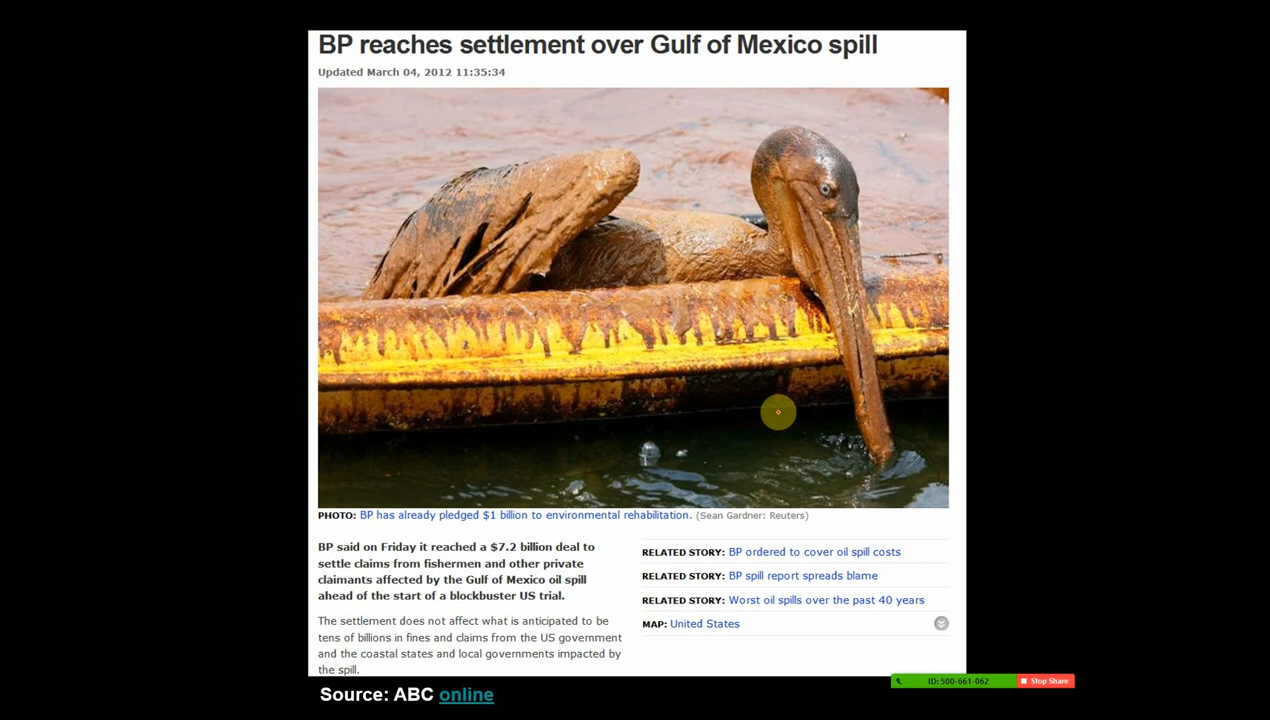 BP reaches settlement over Gulf of Mexico spill
Updated March 04, 2012 11:35:34
PHOTO: BP has already pledged $1 billion to environmental rehabilitation. (Sean Gardner: Reuters)
BP said on Friday it reached a $7.2 billion deal to
settle claims from fishermen and other private
claimants affected by the Gulf of Mexico oil spill
ahead of the start of a blockbuster US trial.
The settlement does not affect what is anticipated to be
tens of billions in fines and claims from the US government
and the coastal states and local governments impacted by
the spill.
RELATED STORY: BP ordered to cover oil spill costs
RELATED STORY: BP spill report spreads blame
RELATED STORY: Worst oil spills over the past 40 years
MAP: United States
ID: 500-661-062
Stop Share
Source: ABC online